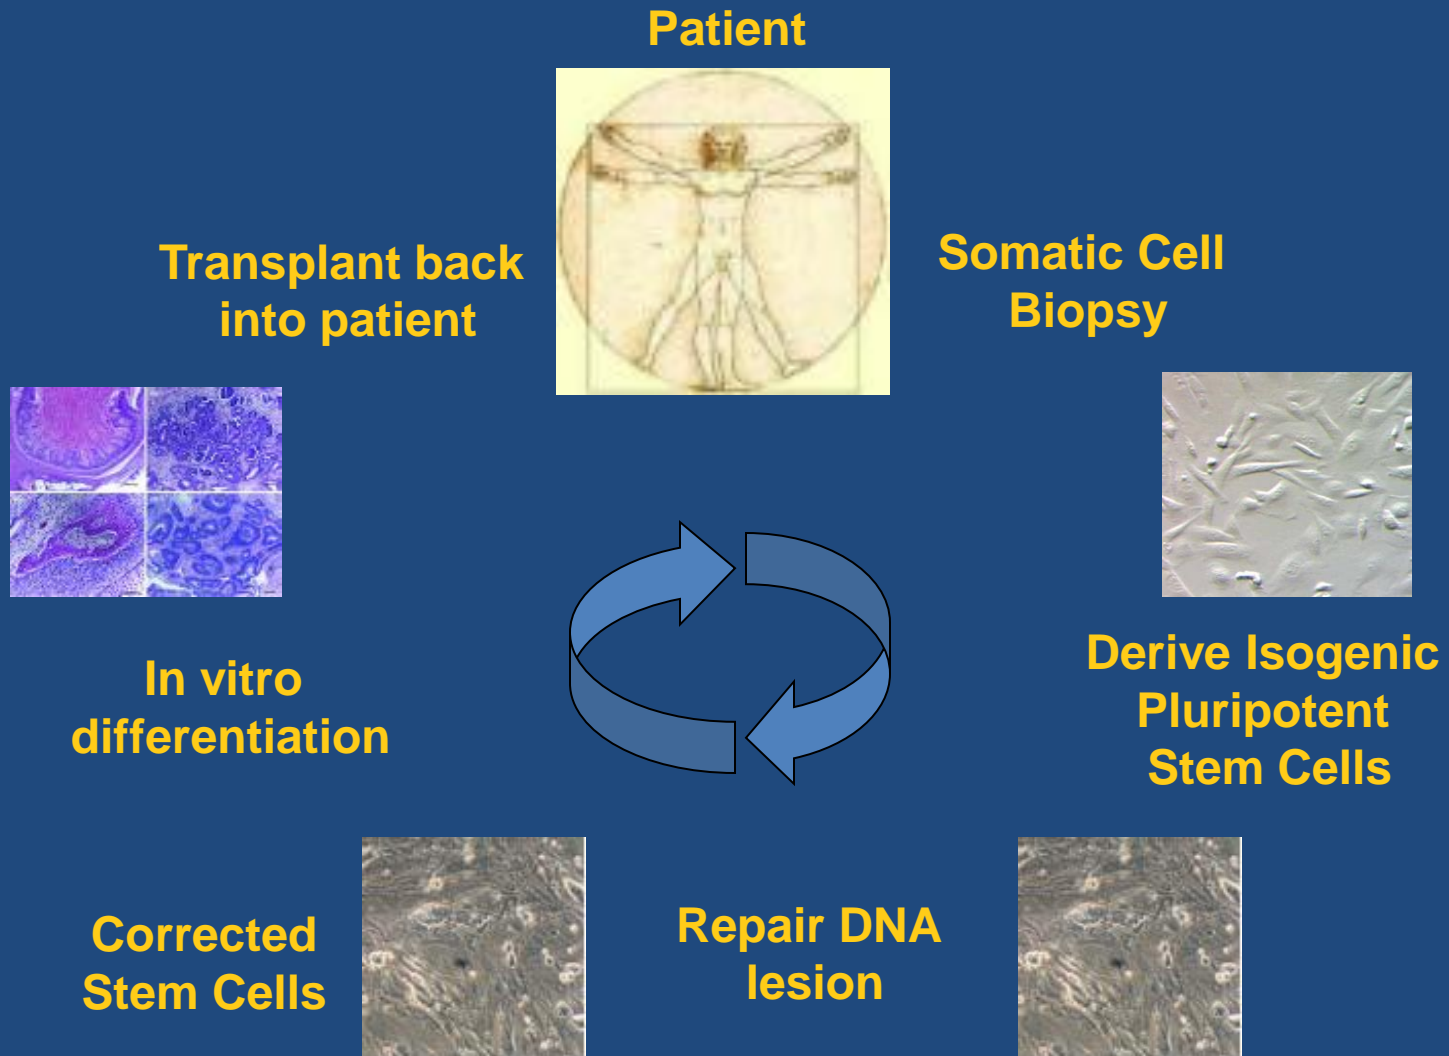 Patient
Transplant back
into patient
Somatic Cell
Biopsy
In vitro
differentiation
Derive Isogenic
Pluripotent
Stem Cells
Corrected
Stem Cells
Repair DNA
lesion